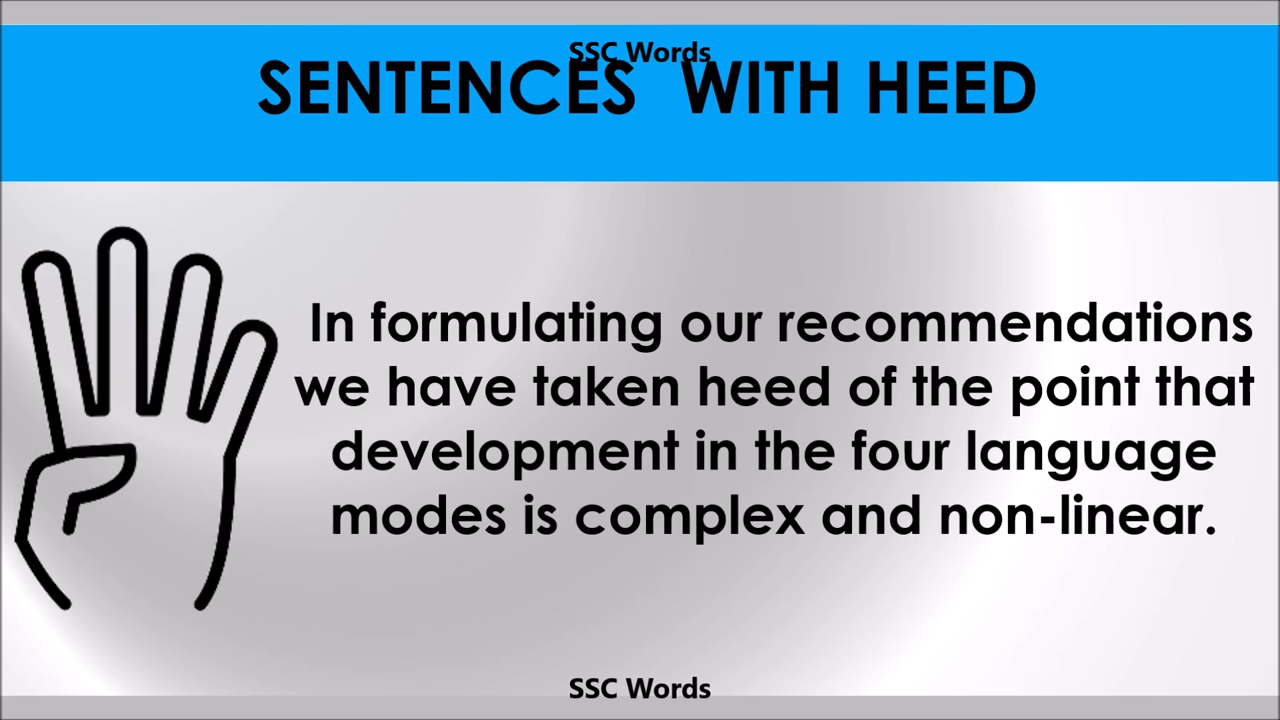 SSC Words
SENTENCES WITH HEED
In formulating our recommendations
we have taken heed of the point that
development in the four language
modes is complex and non-linear.
SSC Words